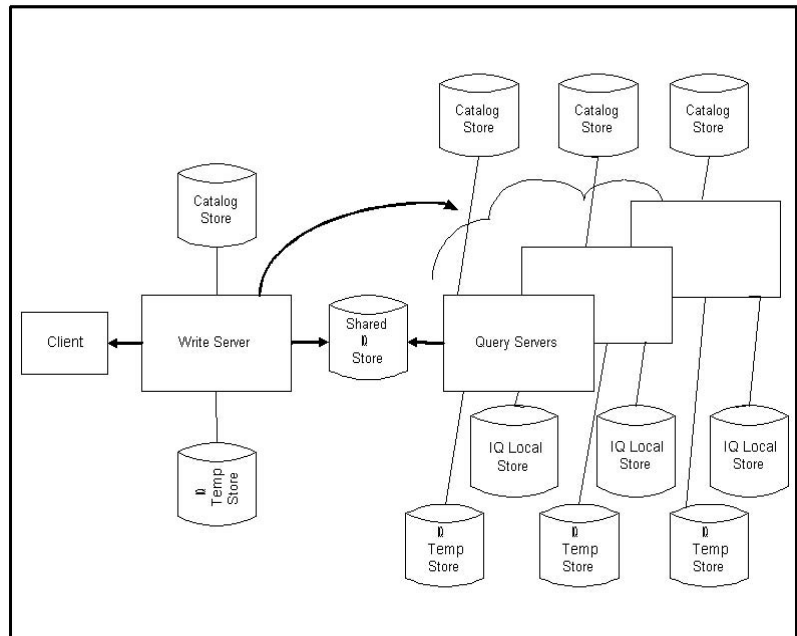 Catalog
Store
Catalog
Store
Catalog
Store
Catalog
Store
Client
Write Server
Shared
IQ
Store
Query Servers
IQ Local
Store
IQ Local
Store
IQ Local
Store
IQ
Temp
Store
IQ
Temp
Store
IQ
Temp
Store
IQ
Temp
Store